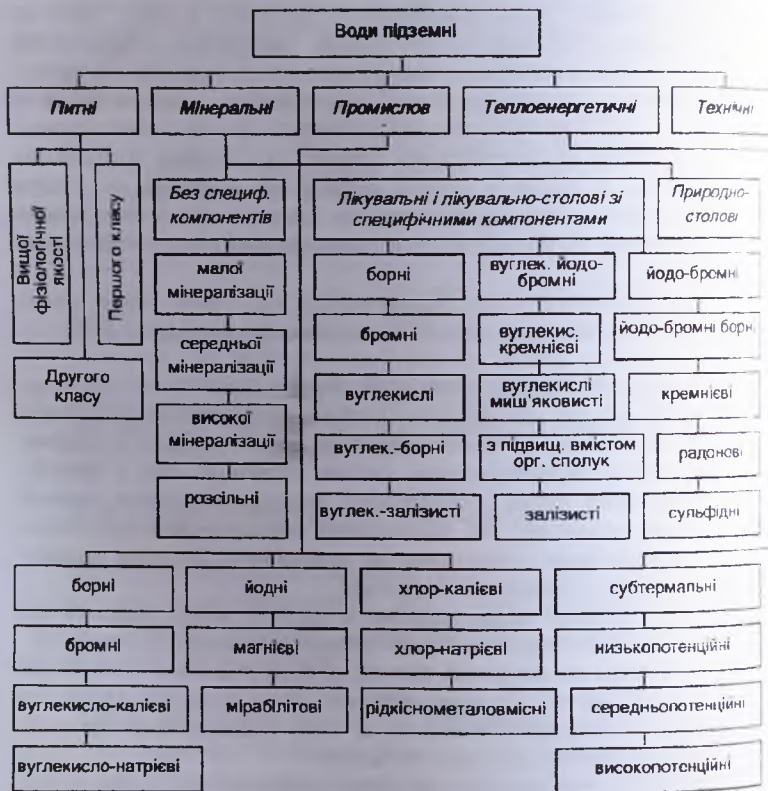 Води підземні
Питні
Мінеральні
Промислов
Теплоенергетичні
Технічні
Вищої
фізіологічної
якості
Першого класу
Другого
класу
Без специф.
компонентів
малої
мінералізації
середньої
мінералізації
високої
мінералізації
розсільні
Лікувальні і лікувально-столові зі
специфічними компонентами
борні
бромні
вуглекислі
вуглек.-борні
вуглек.-залізисті
вуглек. йодо-
бромні
вуглекис.
кремнієві
вуглекислі
миш'яковисті
з підвищ. вмістом
орг. сполук
залізисті
Природно-
столові
йодо-бромні
йодо-бромні борн
кремнієві
радонові
сульфідні
борні
бромні
вуглекисло-калієві
вуглекисло-натрієві
йодні
магнієві
мірабілітові
хлор-калієві
хлор-натрієві
рідкіснометаловмісні
субтермальні
низькопотенційні
середньопотенційні
високопотенційні